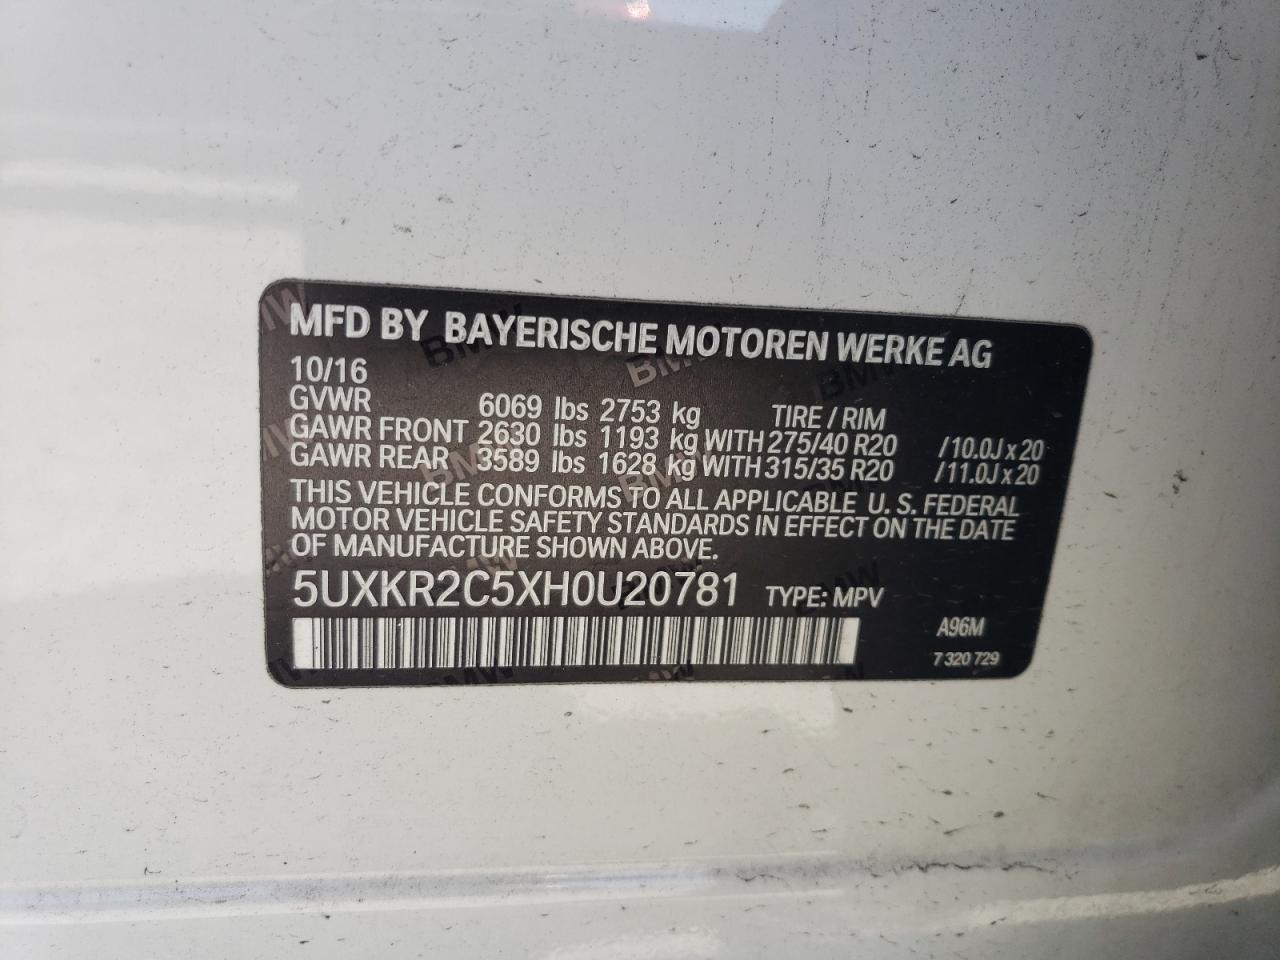 MFD BY BAYERISCHE MOTOREN WERKE AG
10/16
GVWR 6069 lbs 2753 kg TIRE / RIM
GAWR FRONT 2630 lbs 1193 kg WITH 275/40 R20 /10.0J x 20
GAWR REAR 3589 lbs 1628 kg WITH 315/35 R20 /11.0J x 20
THIS VEHICLE CONFORMS TO ALL APPLICABLE U. S. FEDERAL
MOTOR VEHICLE SAFETY STANDARDS IN EFFECT ON THE DATE
OF MANUFACTURE SHOWN ABOVE.
5UXKR2C5XH0U20781 TYPE: MPV
A96M
7 320 729